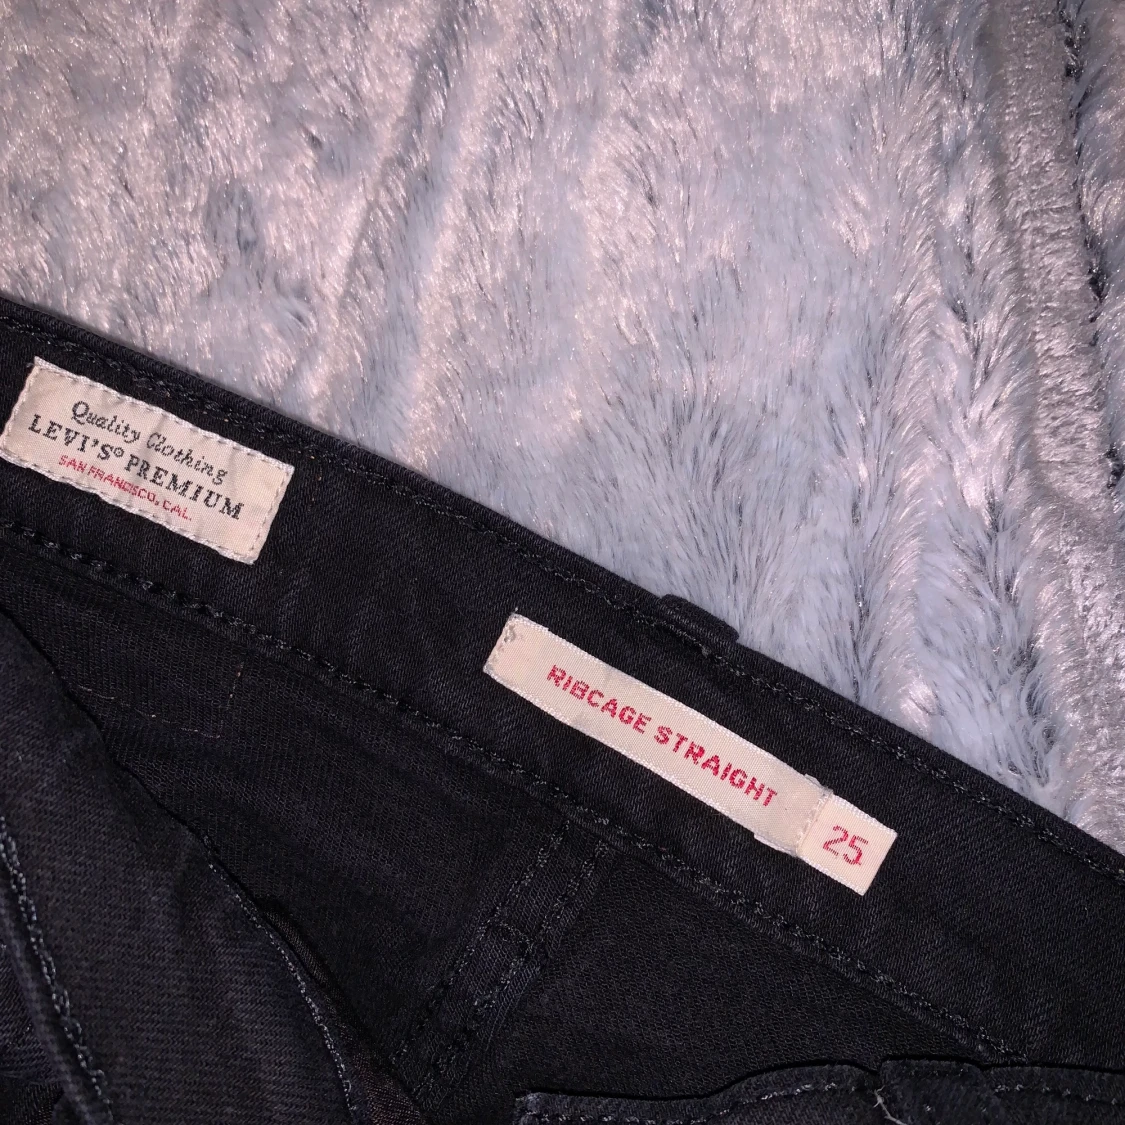 Quality Clothing
LEVI'S® PREMIUM
SAN FRANCISCO, CAL.
RIBCAGE STRAIGHT
25